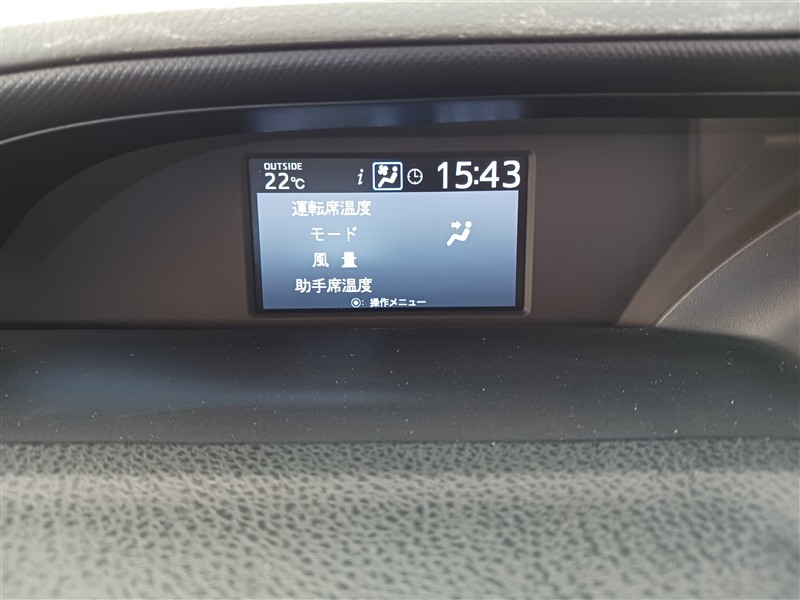 OUTSIDE
22℃ i 15:43
運転席温度
モード
風 量
助手席温度
◉: 操作メニュー